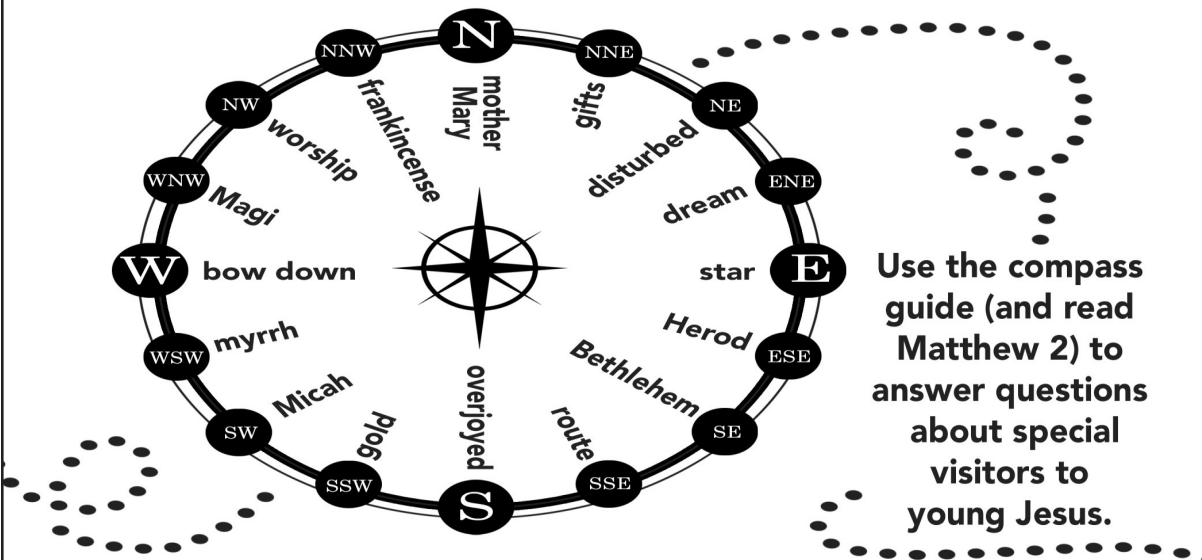 N
mother
Mary
NNE
gifts
NE
disturbed
ENE
dream
E
star
ESE
Herod
SE
Bethlehem
SSE
route
S
overjoyed
SSW
gold
SW
Micah
WSW
myrrh
W
bow down
WNW
Magi
NW
worship
NNW
frankincense
Use the compass
guide (and read
Matthew 2) to
answer questions
about special
visitors to
young Jesus.